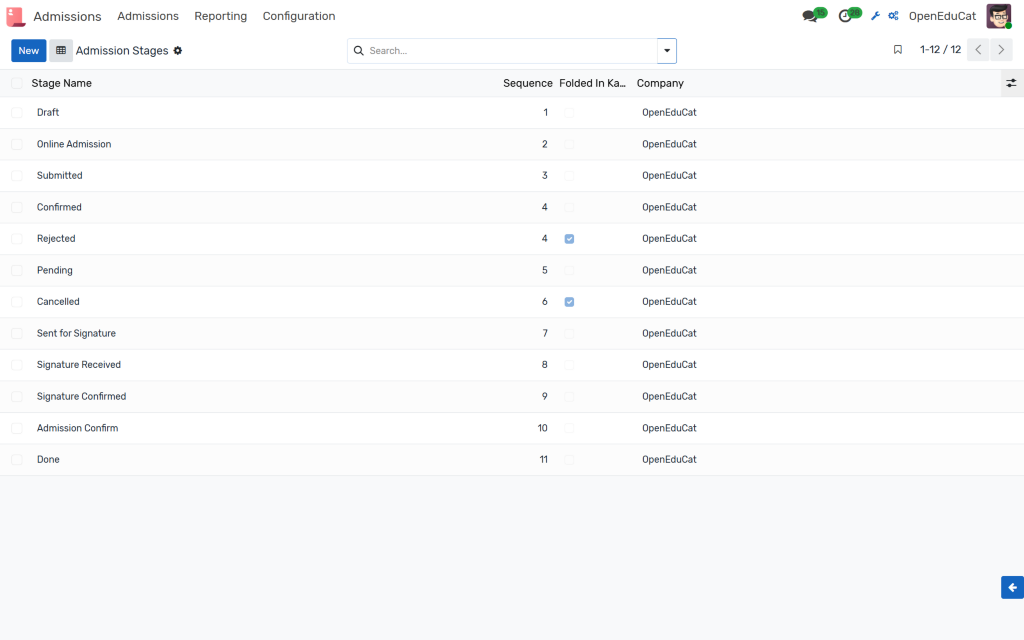 Admissions Admissions Reporting Configuration 15 28 OpenEduCat
New Admission Stages Search... 1-12 / 12
Stage Name Sequence Folded In Ka... Company
Draft 1 OpenEduCat
Online Admission 2 OpenEduCat
Submitted 3 OpenEduCat
Confirmed 4 OpenEduCat
Rejected 4 OpenEduCat
Pending 5 OpenEduCat
Cancelled 6 OpenEduCat
Sent for Signature 7 OpenEduCat
Signature Received 8 OpenEduCat
Signature Confirmed 9 OpenEduCat
Admission Confirm 10 OpenEduCat
Done 11 OpenEduCat